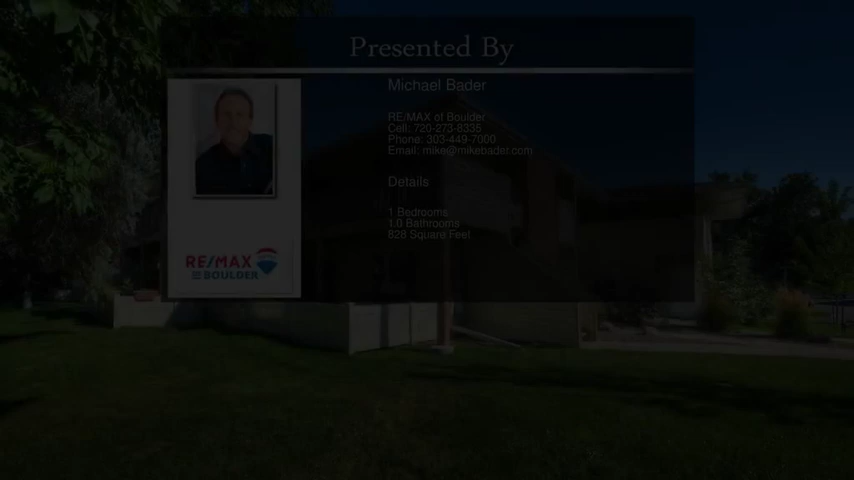 Presented By
Michael Bader
RE/MAX of Boulder
Cell: 720-273-8335
Phone: 303-449-7000
Email: mike@mikebader.com
Details
1 Bedrooms
1.0 Bathrooms
828 Square Feet
RE/MAX
OF BOULDER